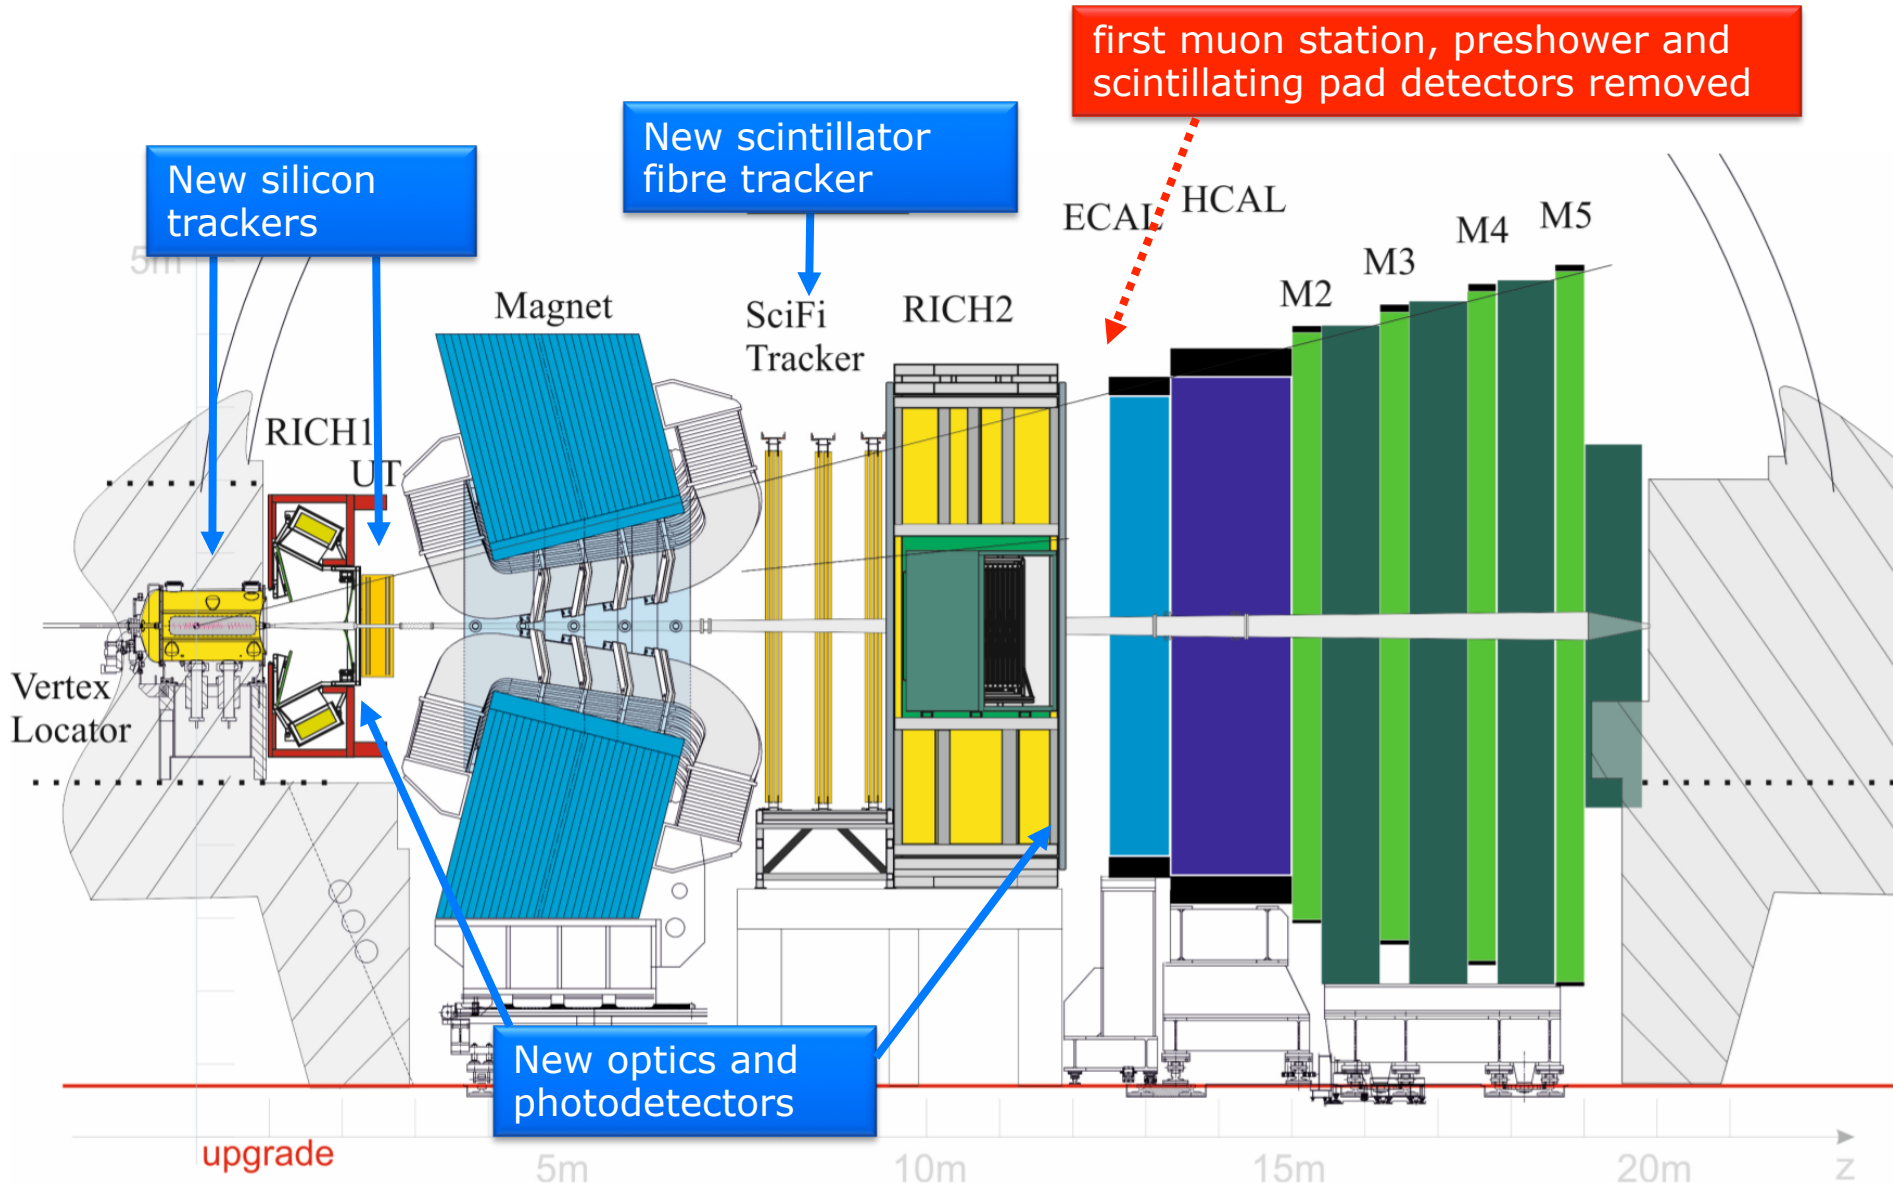 first muon station, preshower and
scintillating pad detectors removed
New scintillator
fibre tracker
New silicon
trackers
ECAL
HCAL
M5
M4
M3
M2
5m
Magnet
SciFi
Tracker
RICH2
RICH1
UT
Vertex
Locator
New optics and
photodetectors
upgrade
5m
10m
15m
20m
z